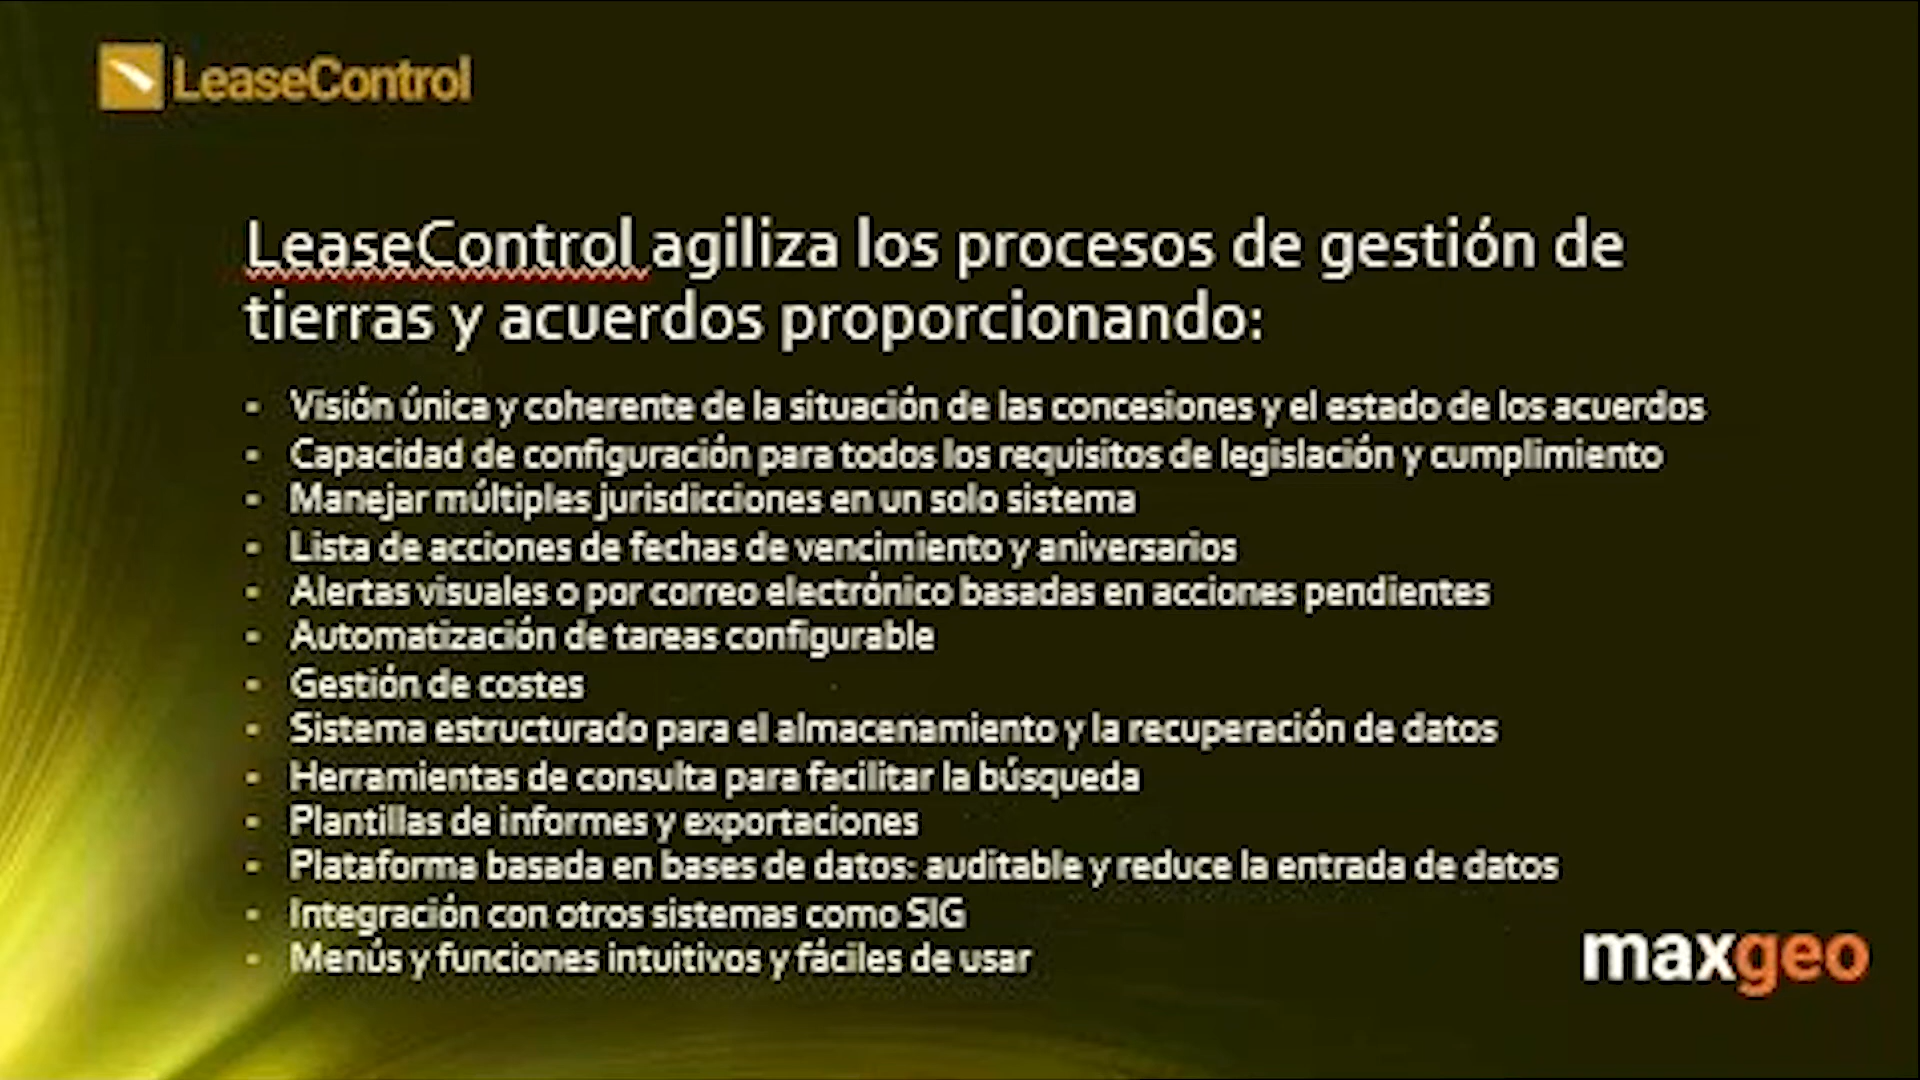 LeaseControl
LeaseControl agiliza los procesos de gestión de
tierras y acuerdos proporcionando:
- Visión única y coherente de la situación de las concesiones y el estado de los acuerdos
- Capacidad de configuración para todos los requisitos de legislación y cumplimiento
- Manejar múltiples jurisdicciones en un solo sistema
- Lista de acciones de fechas de vencimiento y aniversarios
- Alertas visuales o por correo electrónico basadas en acciones pendientes
- Automatización de tareas configurable
- Gestión de costes
- Sistema estructurado para el almacenamiento y la recuperación de datos
- Herramientas de consulta para facilitar la búsqueda
- Plantillas de informes y exportaciones
- Plataforma basada en bases de datos: auditable y reduce la entrada de datos
- Integración con otros sistemas como SIG
- Menús y funciones intuitivos y fáciles de usar
maxgeo